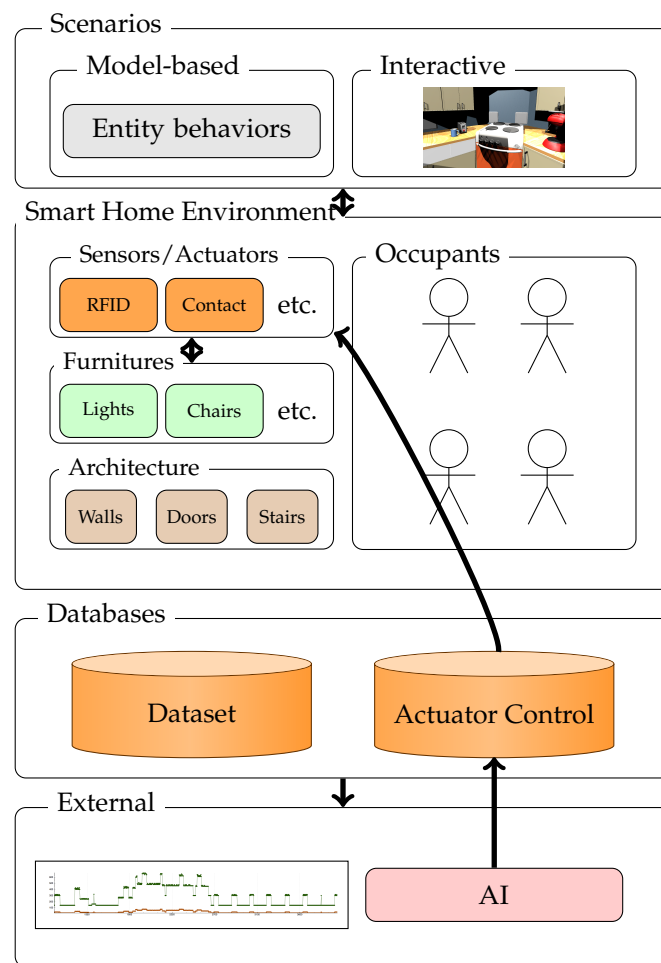 Scenarios
Model-based
Interactive
Entity behaviors
Smart Home Environment
Sensors/Actuators
Occupants
RFID
Contact
etc.
Furnitures
Lights
Chairs
etc.
Architecture
Walls
Doors
Stairs
Databases
Dataset
Actuator Control
External
AI